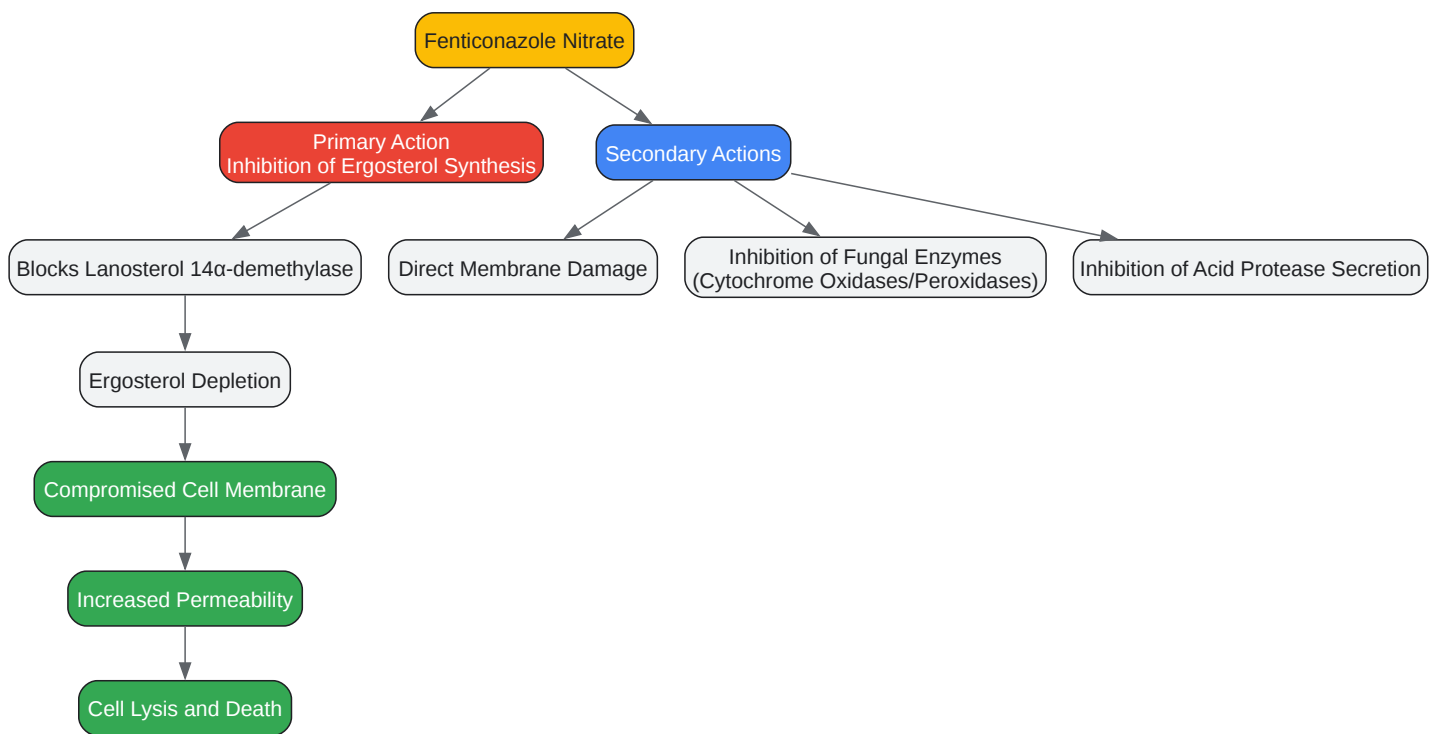 Fenticonazole Nitrate
Primary Action
Inhibition of Ergosterol Synthesis
Secondary Actions
Blocks Lanosterol 14α-demethylase
Direct Membrane Damage
Inhibition of Fungal Enzymes
(Cytochrome Oxidases/Peroxidases)
Inhibition of Acid Protease Secretion
Ergosterol Depletion
Compromised Cell Membrane
Increased Permeability
Cell Lysis and Death